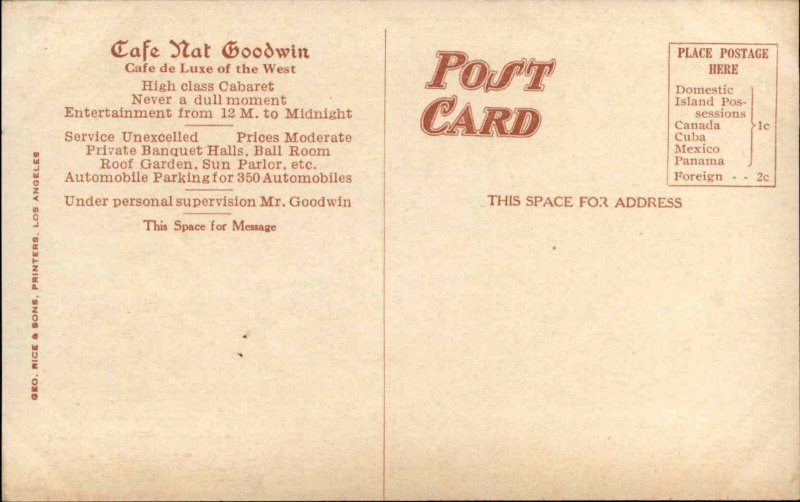 Cafe Nat Goodwin
Cafe de Luxe of the West
High class Cabaret
Never a dull moment
Entertainment from 12 M. to Midnight
Service Unexcelled Prices Moderate
Private Banquet Halls, Ball Room
Roof Garden, Sun Parlor, etc.
Automobile Parking for 350 Automobiles
Under personal supervision Mr. Goodwin
This Space for Message
GEO. RICE & SONS, PRINTERS, LOS ANGELES
POST
CARD
THIS SPACE FOR ADDRESS
PLACE POSTAGE
HERE
Domestic
Island Pos-
sessions
Canada 1c
Cuba
Mexico
Panama
Foreign - - 2c